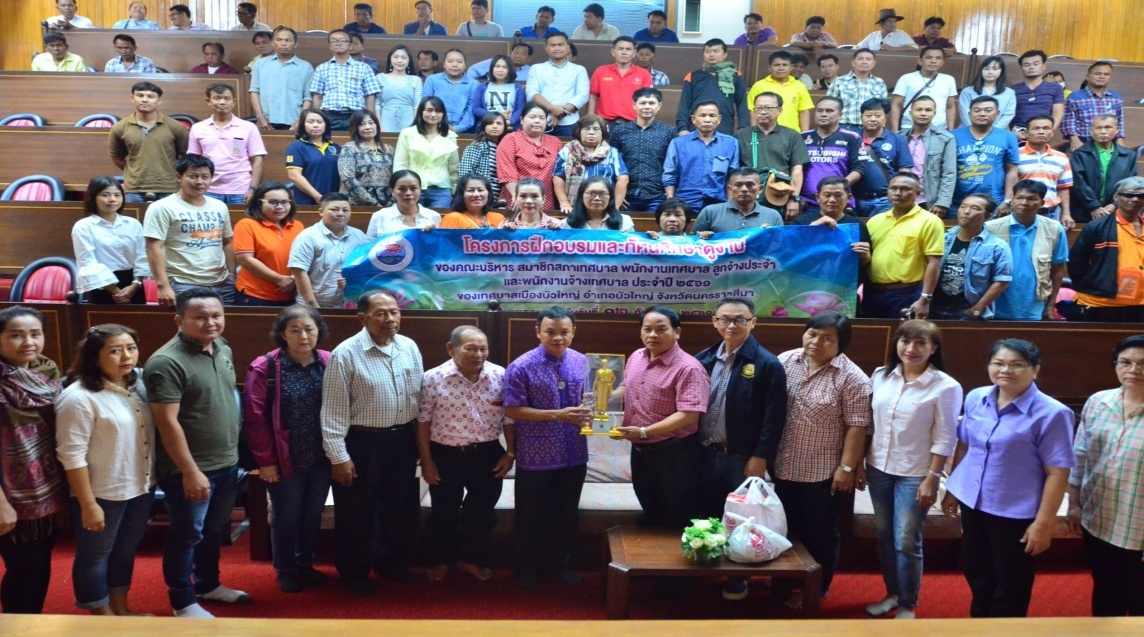 โครงการฝึกอบรมและทัศนศึกษาดูงาน
ของคณะบริหาร สมาชิกสภาเทศบาล พนักงานเทศบาล ลูกจ้างประจำ
และพนักงานจ้างเทศบาล ประจำปี ๒๕๖๑
ของเทศบาลเมืองบัวใหญ่ อำเภอบัวใหญ่ จังหวัดนครราชสีมา
N
MITSUBISHI
MOTORS
CHAMPION
CLASSA
CHAMP